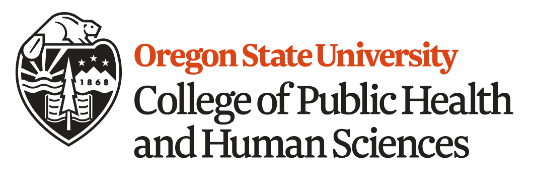 1868
Oregon State University
College of Public Health
and Human Sciences